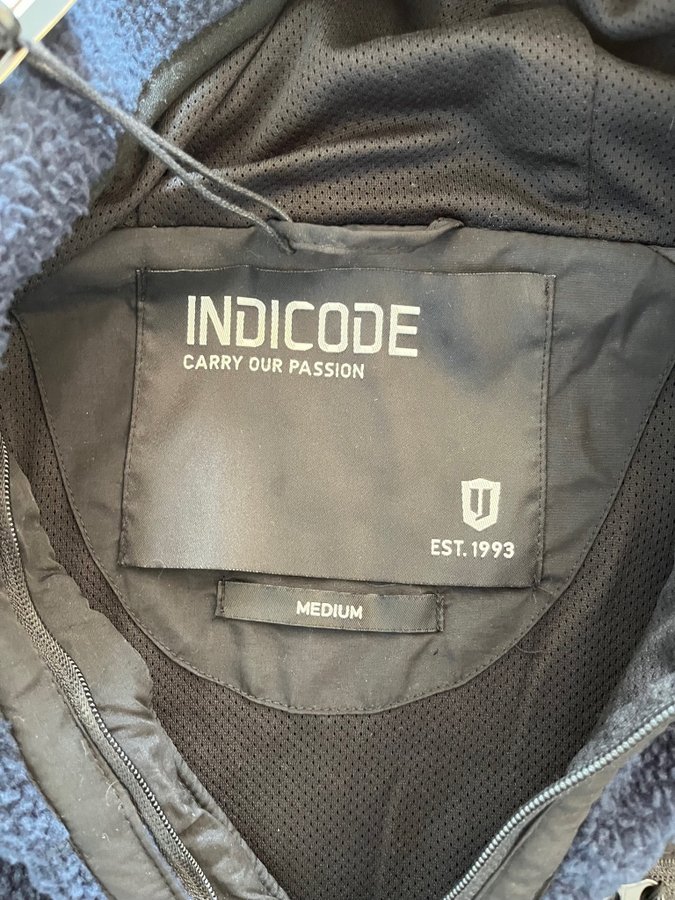 INDICODE
CARRY OUR PASSION
EST. 1993
MEDIUM